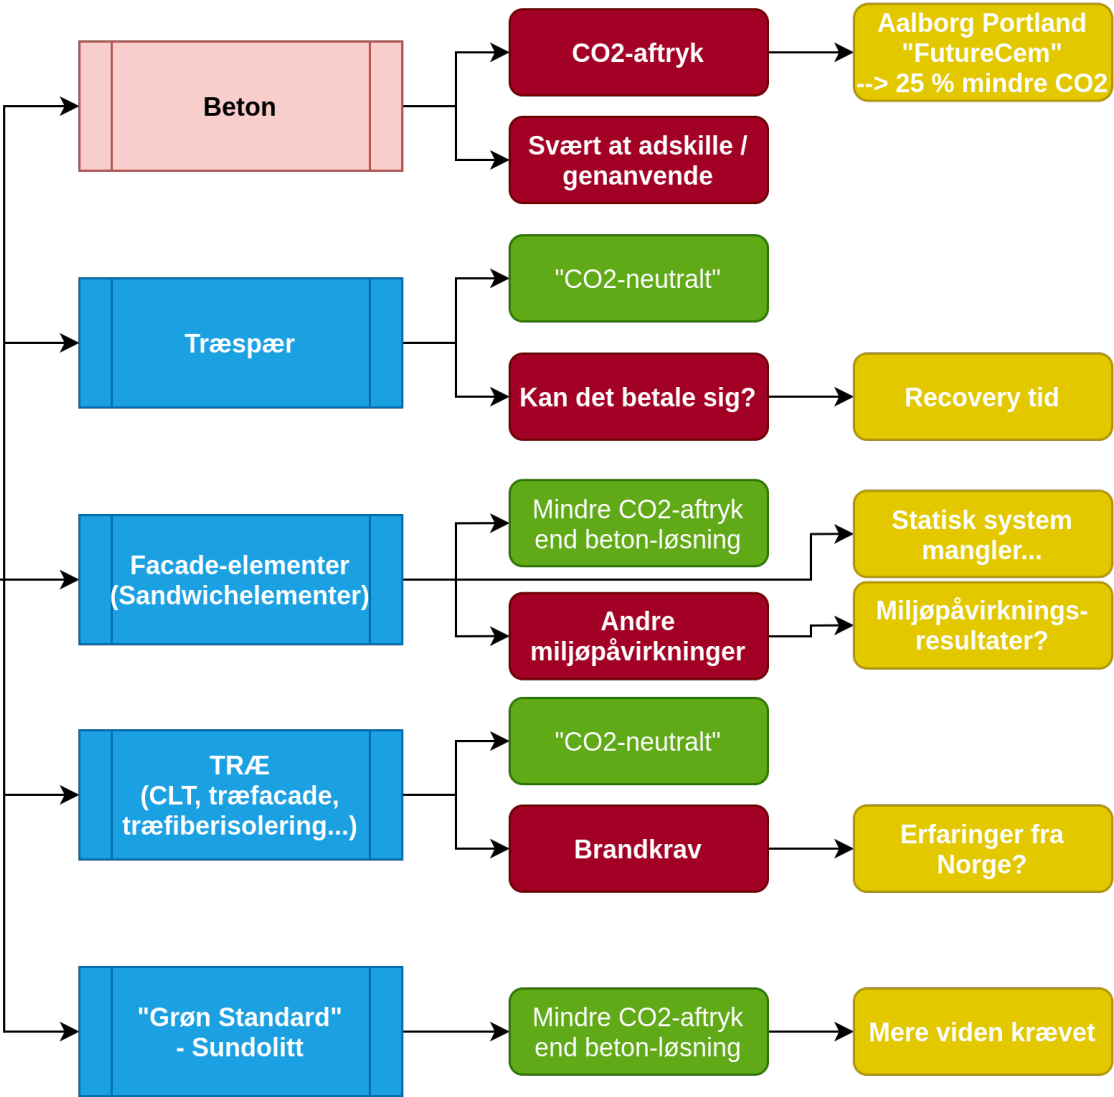 Beton
CO2-aftryk
Aalborg Portland
"FutureCem"
--> 25 % mindre CO2
Svært at adskille /
genanvende
Træspær
"CO2-neutralt"
Kan det betale sig?
Recovery tid
Facade-elementer
(Sandwichelementer)
Mindre CO2-aftryk
end beton-løsning
Statisk system
mangler...
Andre
miljøpåvirkninger
Miljøpåvirknings-
resultater?
TRÆ
(CLT, træfacade,
træfiberisolering...)
"CO2-neutralt"
Brandkrav
Erfaringer fra
Norge?
"Grøn Standard"
- Sundolitt
Mindre CO2-aftryk
end beton-løsning
Mere viden krævet